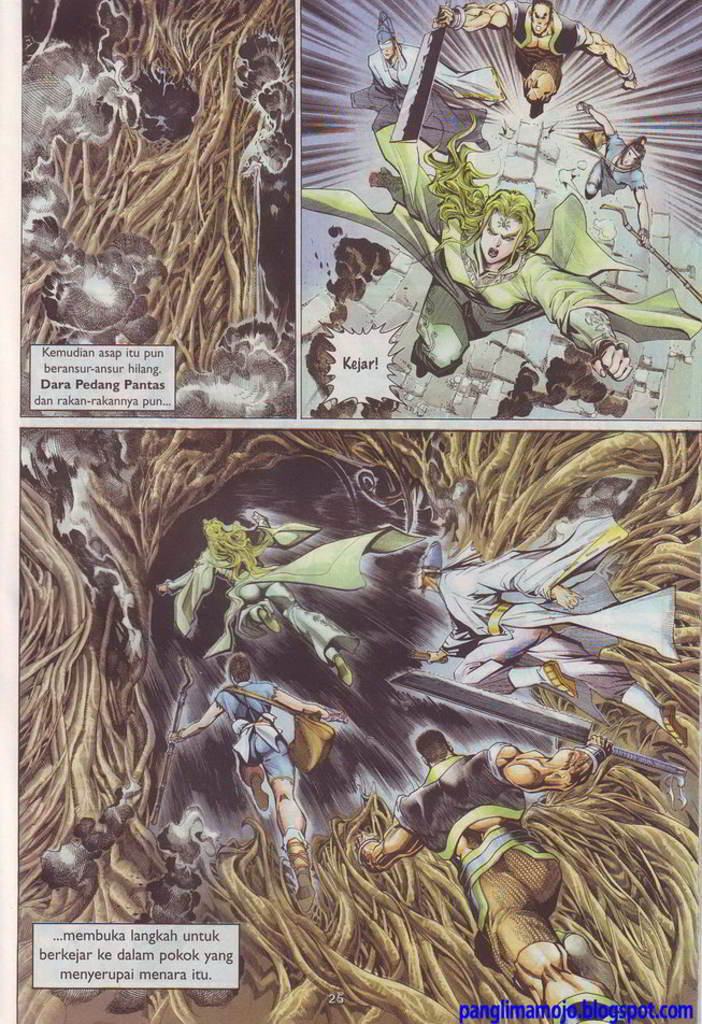 Kemudian asap itu pun
beransur-ansur hilang.
Dara Pedang Pantas
dan rakan-rakannya pun...
Kejar!
...membuka langkah untuk
berkejar ke dalam pokok yang
menyerupai menara itu.
25
panglimamojo.blogspot.com